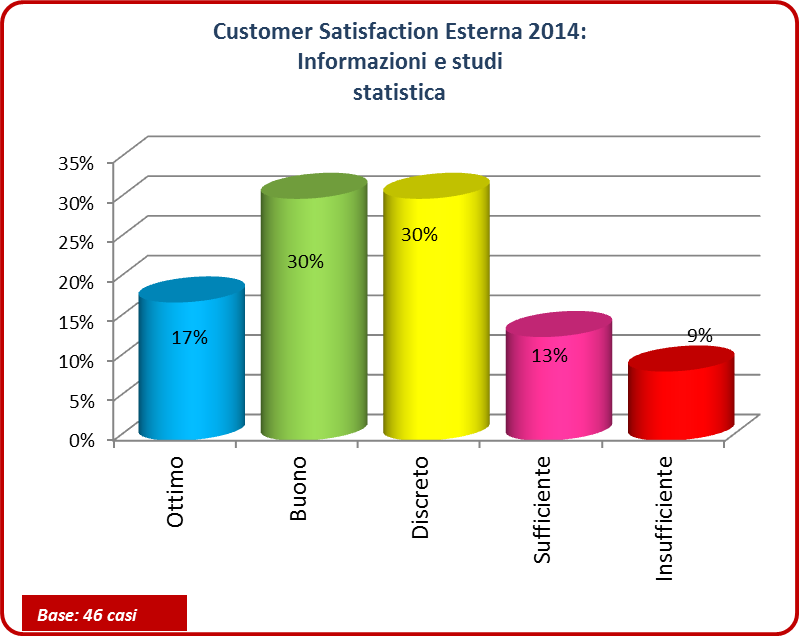 Customer Satisfaction Esterna 2014:
Informazioni e studi
statistica
35%
30%
25%
20%
15%
10%
5%
0%
17%
30%
30%
13%
9%
Ottimo
Buono
Discreto
Sufficiente
Insufficiente
Base: 46 casi